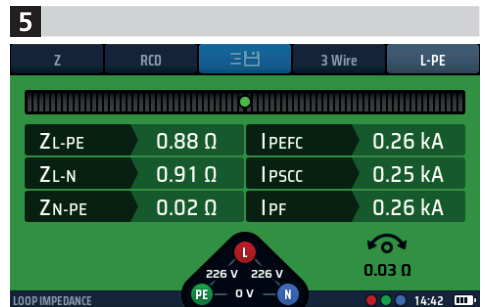 5
Z RCD 3 Wire L-PE
ZL-PE 0.88 Ω IPEFC 0.26 kA
ZL-N 0.91 Ω IPSCC 0.25 kA
ZN-PE 0.02 Ω IPF 0.26 kA
L
226 V 226 V 0.03 Ω
PE 0 V N
LOOP IMPEDANCE 14:42